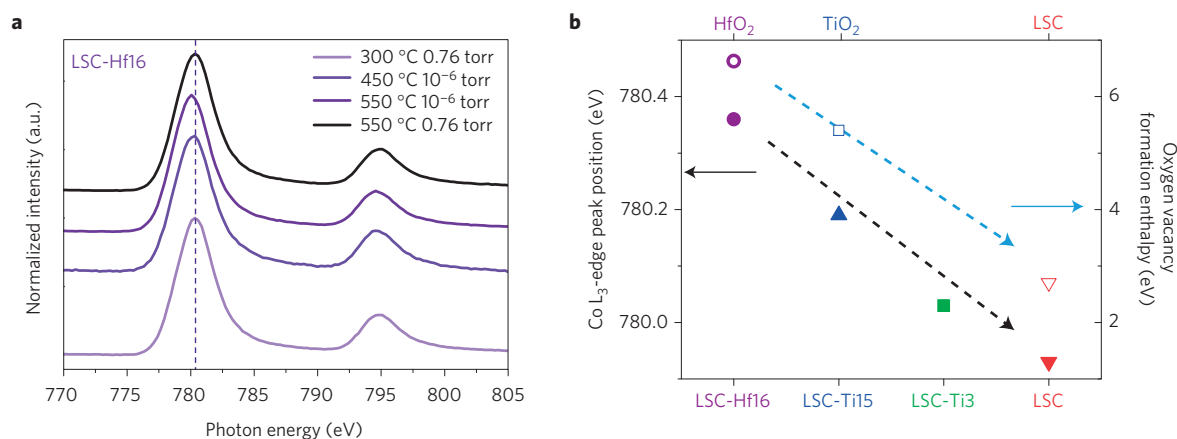 a
LSC-Hf16
300 °C 0.76 torr
450 °C 10⁻⁶ torr
550 °C 10⁻⁶ torr
550 °C 0.76 torr
Normalized intensity (a.u.)
770 775 780 785 790 795 800 805
Photon energy (eV)
b
HfO₂ TiO₂ LSC
780.4
780.2
780.0
Co L₃-edge peak position (eV)
6
4
2
Oxygen vacancy
formation enthalpy (eV)
LSC-Hf16 LSC-Ti15 LSC-Ti3 LSC